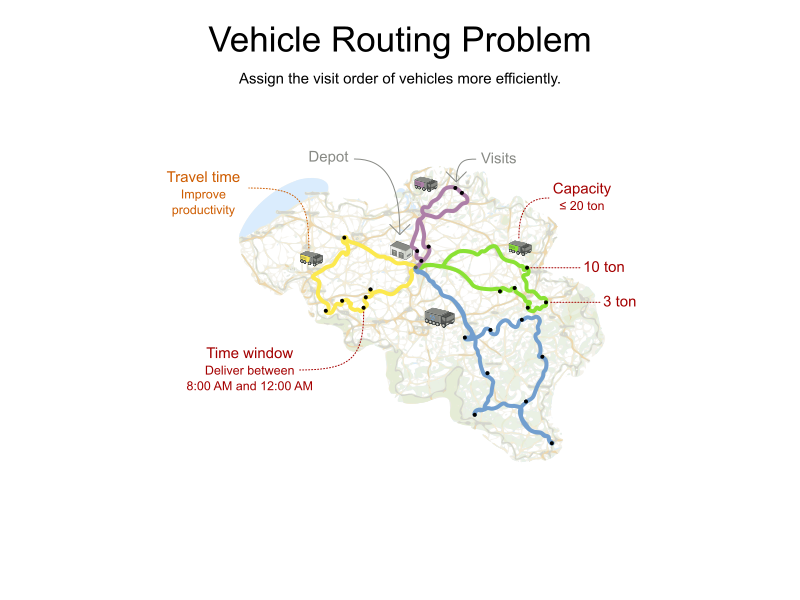 Vehicle Routing Problem
Assign the visit order of vehicles more efficiently.
Depot
Visits
Travel time
Improve
productivity
Capacity
≤ 20 ton
10 ton
3 ton
Time window
Deliver between
8:00 AM and 12:00 AM